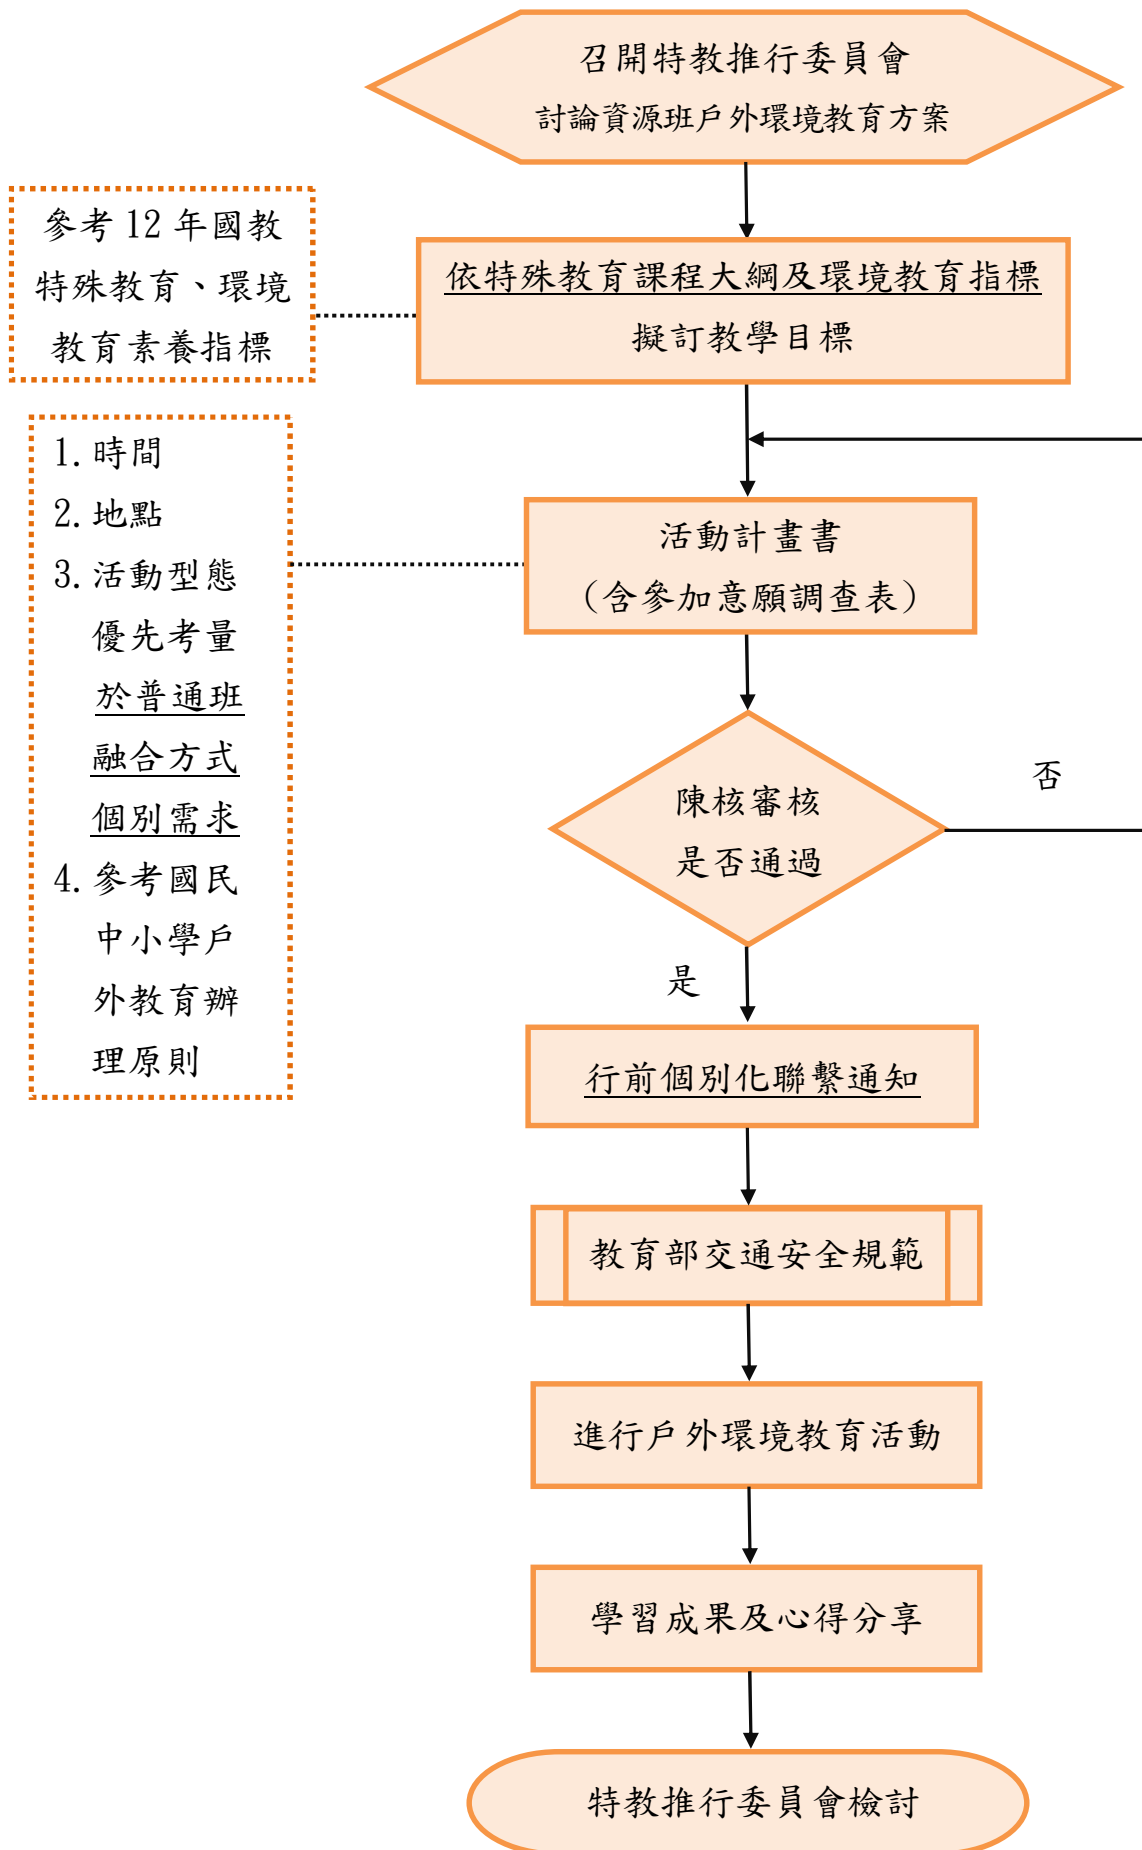 召開特教推行委員會
討論資源班戶外環境教育方案
參考 12 年國教
特殊教育、環境
教育素養指標
依特殊教育課程大綱及環境教育指標
擬訂教學目標
1. 時間
2. 地點
3. 活動型態
優先考量
於普通班
融合方式
個別需求
4. 參考國民
中小學戶
外教育辦
理原則
活動計畫書
（含參加意願調查表）
陳核審核
是否通過
否
是
行前個別化聯繫通知
教育部交通安全規範
進行戶外環境教育活動
學習成果及心得分享
特教推行委員會檢討